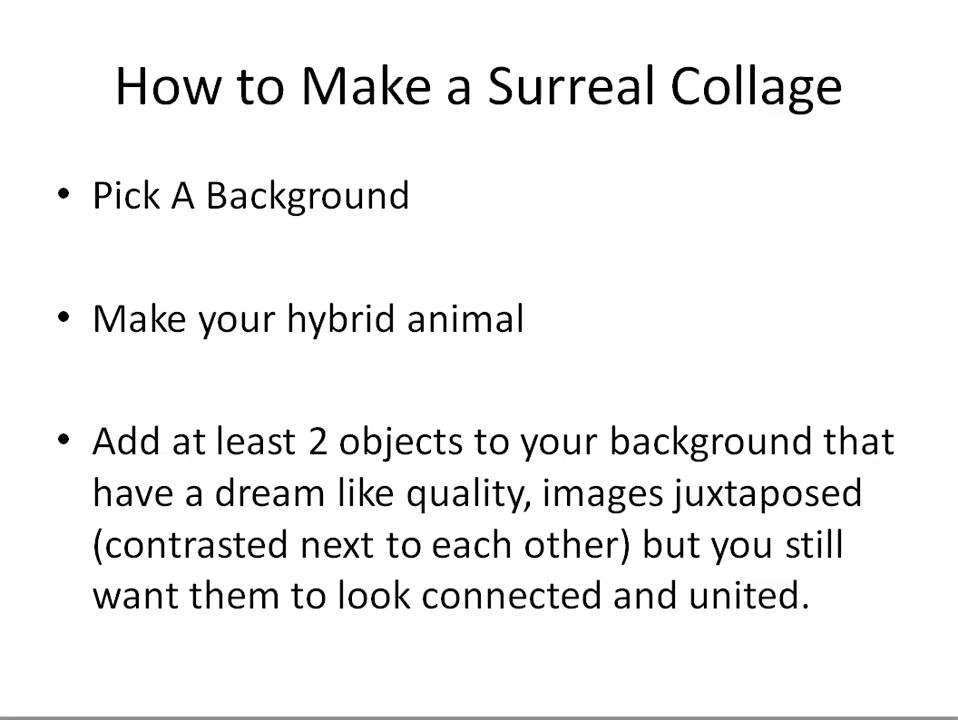 How to Make a Surreal Collage
• Pick A Background
• Make your hybrid animal
• Add at least 2 objects to your background that
have a dream like quality, images juxtaposed
(contrasted next to each other) but you still
want them to look connected and united.